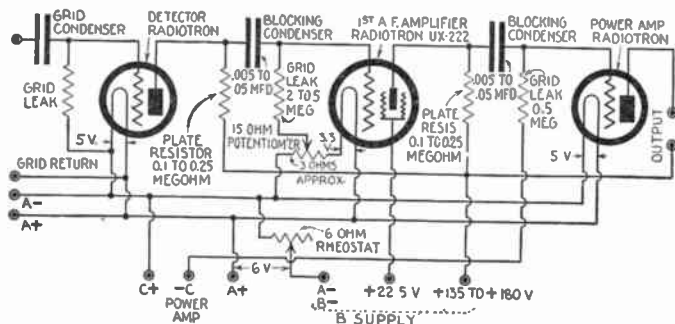 GRID
CONDENSER
DETECTOR
RADIOTRON
BLOCKING
CONDENSER
1ST A.F. AMPLIFIER
RADIOTRON UX-222
BLOCKING
CONDENSER
POWER AMP
RADIOTRON
GRID
LEAK
.005 TO
.05 MFD
GRID
LEAK
2 TO 5
MEG
.005 TO
.05 MFD
GRID
LEAK
0.5
MEG
PLATE
RESISTOR
0.1 TO 0.25
MEGOHM
15 OHM
POTENTIOMETER
3.3
V.
3 OHMS
APPROX.
PLATE
RESIS
0.1 TO 0.25
MEGOHM
5 V.
5 V
OUTPUT
GRID RETURN
A-
A+
6 OHM
RHEOSTAT
6 V
C+
-C
POWER
AMP
A+
A-
B-
+22 5 V
+135 TO + 180 V
B SUPPLY